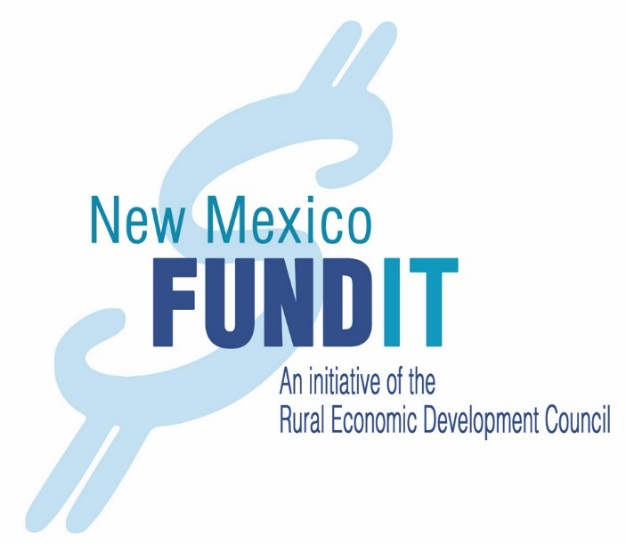 New Mexico
FUNDIT
An initiative of the
Rural Economic Development Council